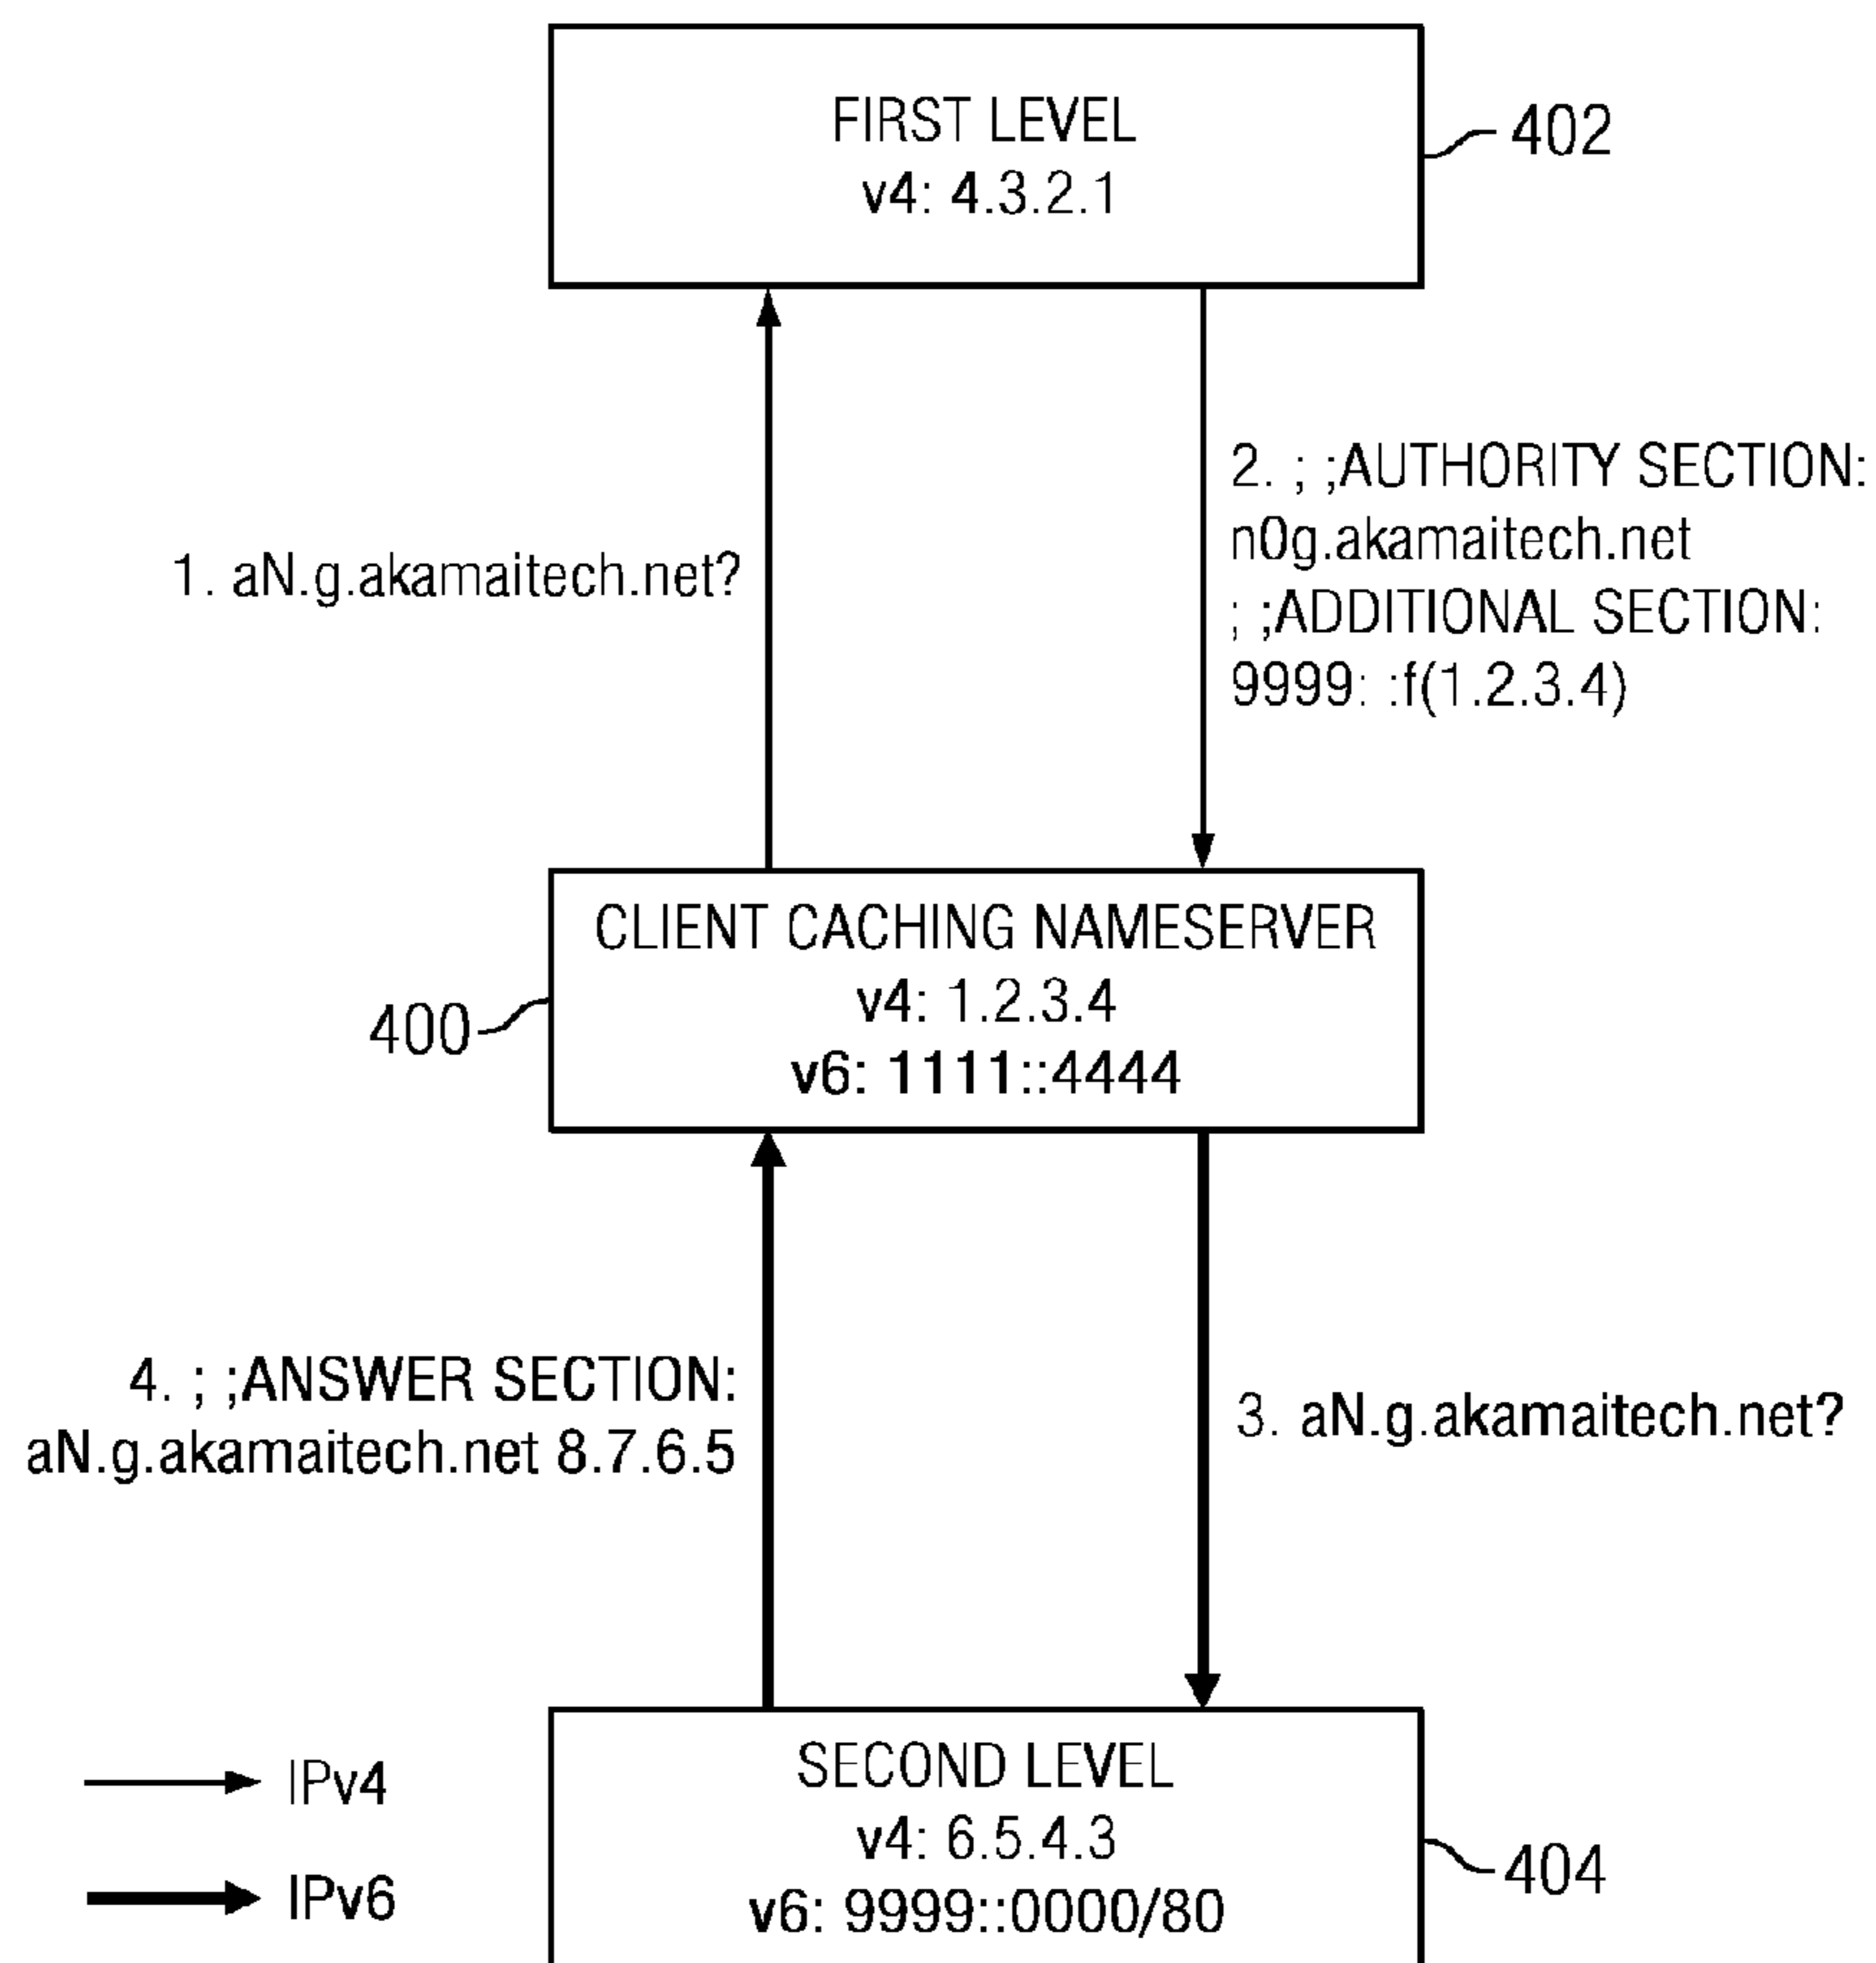 FIRST LEVEL
v4: 4.3.2.1
402
1. aN.g.akamaitech.net?
2. ; ;AUTHORITY SECTION:
n0g.akamaitech.net
; ;ADDITIONAL SECTION:
9999: :f(1.2.3.4)
CLIENT CACHING NAMESERVER
v4: 1.2.3.4
v6: 1111::4444
400
4. ; ;ANSWER SECTION:
aN.g.akamaitech.net 8.7.6.5
3. aN.g.akamaitech.net?
SECOND LEVEL
v4: 6.5.4.3
v6: 9999::0000/80
404
IPv4
IPv6